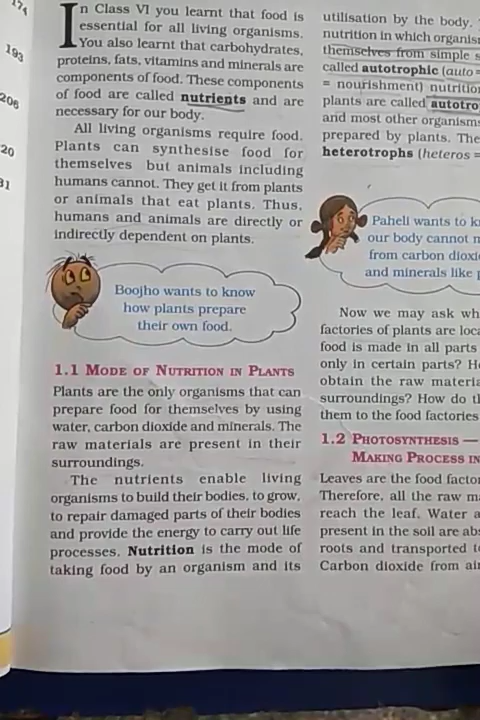 174
193
206
20
31
In Class VI you learnt that food is
essential for all living organisms.
You also learnt that carbohydrates,
proteins, fats, vitamins and minerals are
components of food. These components
of food are called nutrients and are
necessary for our body.
All living organisms require food.
Plants can synthesise food for
themselves but animals including
humans cannot. They get it from plants
or animals that eat plants. Thus,
humans and animals are directly or
indirectly dependent on plants.
Boojho wants to know
how plants prepare
their own food.
1.1 MODE OF NUTRITION IN PLANTS
Plants are the only organisms that can
prepare food for themselves by using
water, carbon dioxide and minerals. The
raw materials are present in their
surroundings.
The nutrients enable living
organisms to build their bodies, to grow,
to repair damaged parts of their bodies
and provide the energy to carry out life
processes. Nutrition is the mode of
taking food by an organism and its
utilisation by the body.
nutrition in which organis
themselves from simple s
called autotrophic (auto =
= nourishment) nutrition
plants are called autotro
and most other organisms
prepared by plants. The
heterotrophs (heteros =
Paheli wants to k
our body cannot m
from carbon dioxi
and minerals like p
Now we may ask wh
factories of plants are loca
food is made in all parts
only in certain parts? H
obtain the raw materia
surroundings? How do th
them to the food factories
1.2 PHOTOSYNTHESIS —
MAKING PROCESS IN
Leaves are the food factor
Therefore, all the raw m
reach the leaf. Water a
present in the soil are abs
roots and transported t
Carbon dioxide from air